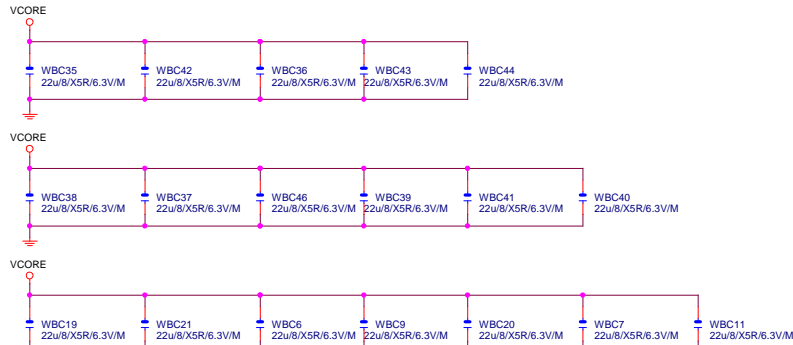 VCORE
WBC35 WBC42 WBC36 WBC43 WBC44
22u/8/X5R/6.3V/M 22u/8/X5R/6.3V/M 22u/8/X5R/6.3V/M 22u/8/X5R/6.3V/M 22u/8/X5R/6.3V/M
VCORE
WBC38 WBC37 WBC46 WBC39 WBC41 WBC40
22u/8/X5R/6.3V/M 22u/8/X5R/6.3V/M 22u/8/X5R/6.3V/M 22u/8/X5R/6.3V/M 22u/8/X5R/6.3V/M 22u/8/X5R/6.3V/M
VCORE
WBC19 WBC21 WBC6 WBC9 WBC20 WBC7 WBC11
22u/8/X5R/6.3V/M 22u/8/X5R/6.3V/M 22u/8/X5R/6.3V/M 22u/8/X5R/6.3V/M 22u/8/X5R/6.3V/M 22u/8/X5R/6.3V/M 22u/8/X5R/6.3V/M